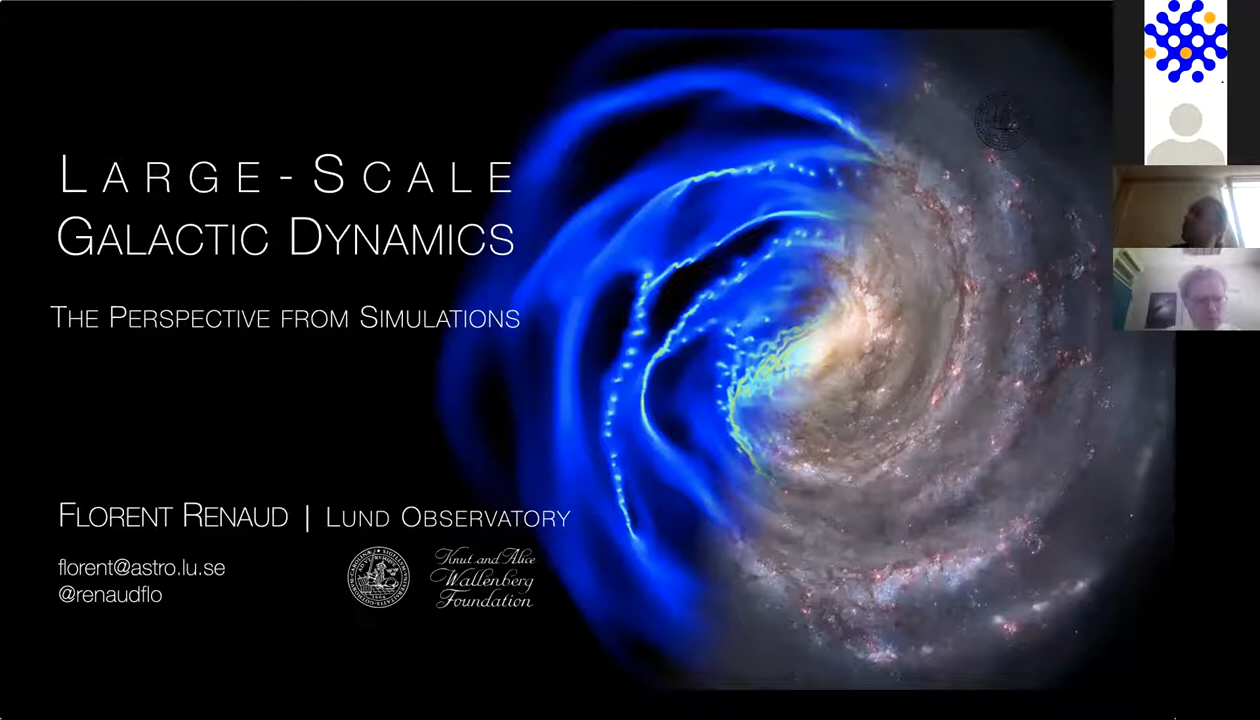 LARGE-SCALE
GALACTIC DYNAMICS
THE PERSPECTIVE FROM SIMULATIONS
FLORENT RENAUD | LUND OBSERVATORY
florent@astro.lu.se
@renaudflo
Knut and Alice
Wallenberg
Foundation